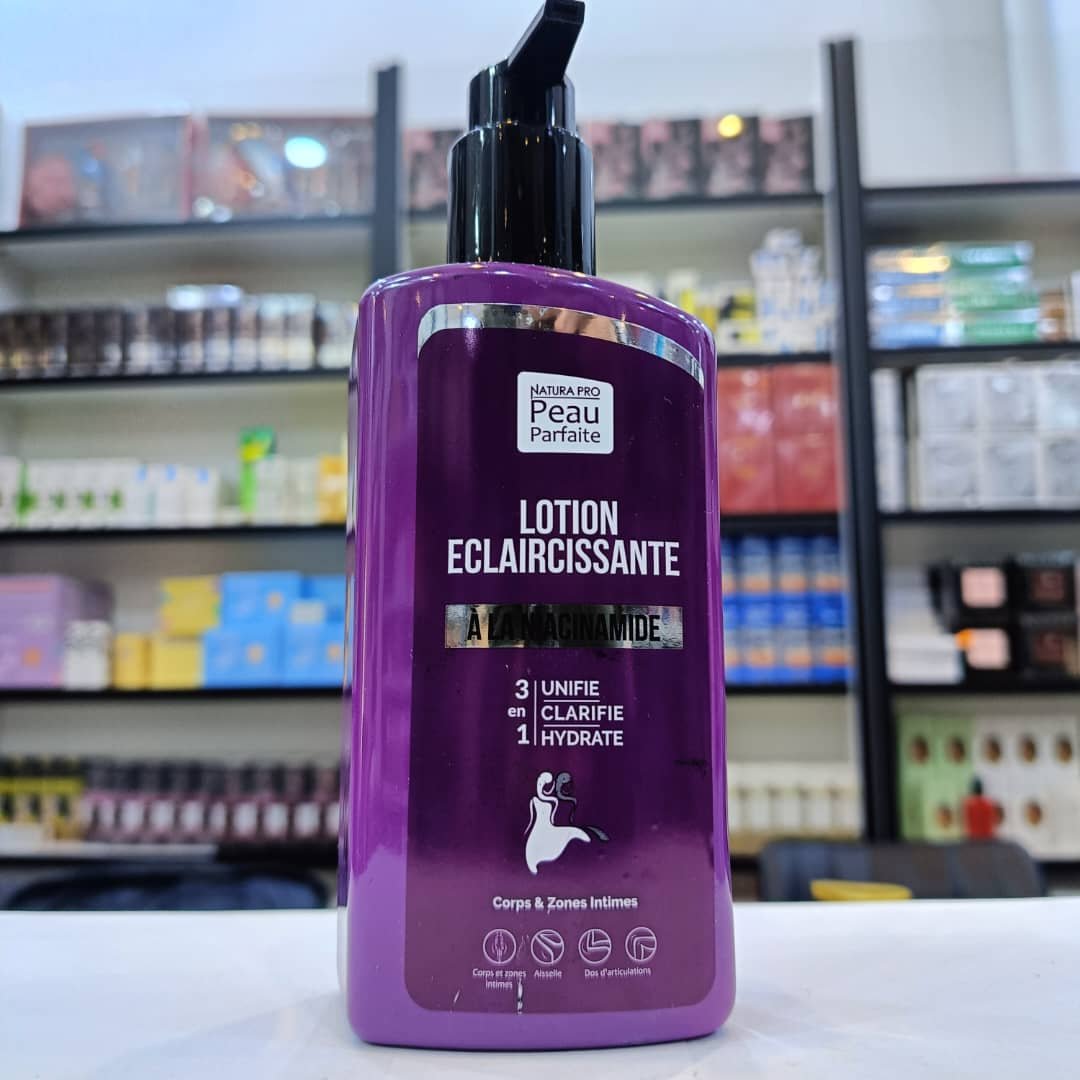 NATURA PRO
Peau
Parfaite
LOTION
ECLAIRCISSANTE
À LA NIACINAMIDE
3 en 1
UNIFIE
CLARIFIE
HYDRATE
Corps & Zones Intimes
Corps et zones intimes
Aisselle
Dos d'articulations